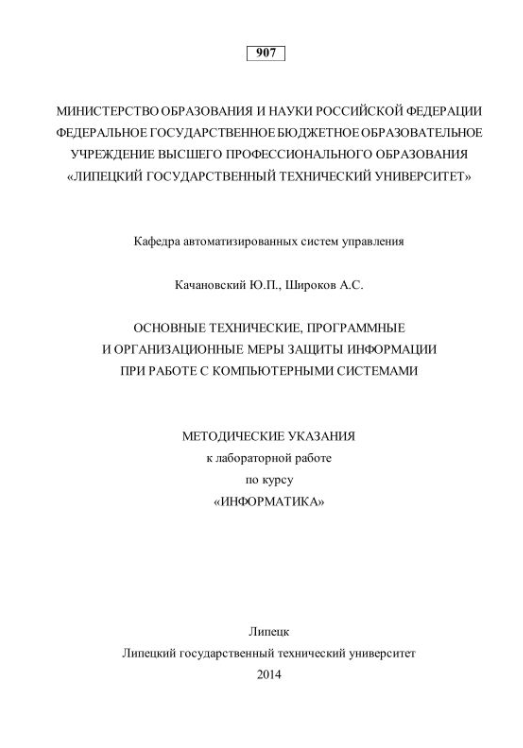 907
МИНИСТЕРСТВО ОБРАЗОВАНИЯ И НАУКИ РОССИЙСКОЙ ФЕДЕРАЦИИ
ФЕДЕРАЛЬНОЕ ГОСУДАРСТВЕННОЕ БЮДЖЕТНОЕ ОБРАЗОВАТЕЛЬНОЕ
УЧРЕЖДЕНИЕ ВЫСШЕГО ПРОФЕССИОНАЛЬНОГО ОБРАЗОВАНИЯ
«ЛИПЕЦКИЙ ГОСУДАРСТВЕННЫЙ ТЕХНИЧЕСКИЙ УНИВЕРСИТЕТ»
Кафедра автоматизированных систем управления
Качановский Ю.П., Широков А.С.
ОСНОВНЫЕ ТЕХНИЧЕСКИЕ, ПРОГРАММНЫЕ
И ОРГАНИЗАЦИОННЫЕ МЕРЫ ЗАЩИТЫ ИНФОРМАЦИИ
ПРИ РАБОТЕ С КОМПЬЮТЕРНЫМИ СИСТЕМАМИ
МЕТОДИЧЕСКИЕ УКАЗАНИЯ
к лабораторной работе
по курсу
«ИНФОРМАТИКА»
Липецк
Липецкий государственный технический университет
2014